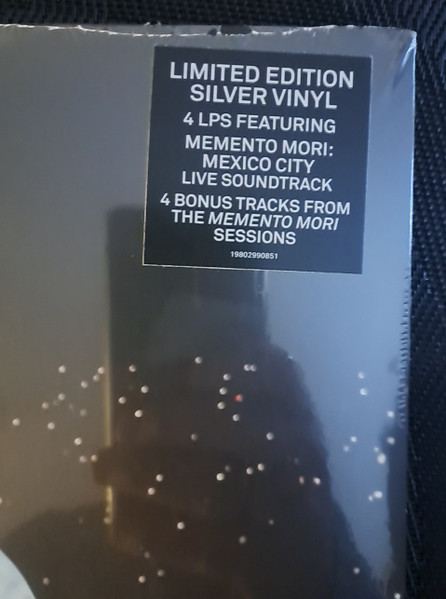 LIMITED EDITION
SILVER VINYL
4 LPS FEATURING
MEMENTO MORI:
MEXICO CITY
LIVE SOUNDTRACK
4 BONUS TRACKS FROM
THE MEMENTO MORI
SESSIONS
19802990851